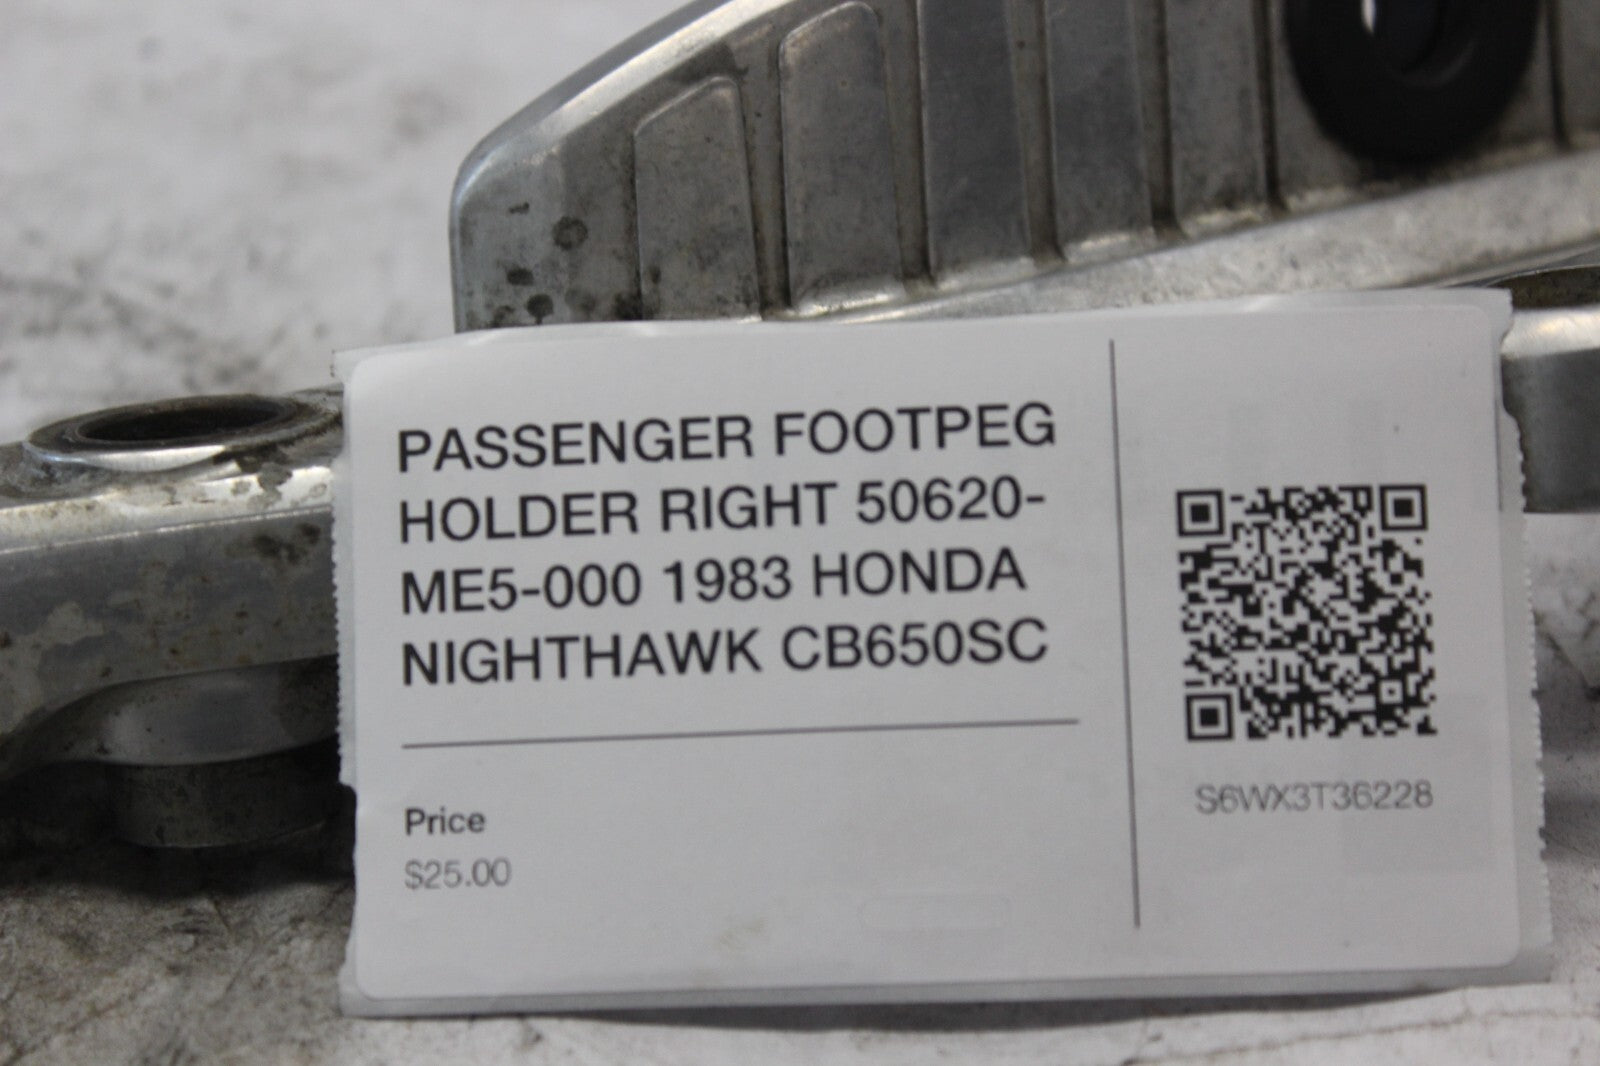 PASSENGER FOOTPEG
HOLDER RIGHT 50620-
ME5-000 1983 HONDA
NIGHTHAWK CB650SC
Price
$25.00
S6WX3T36228